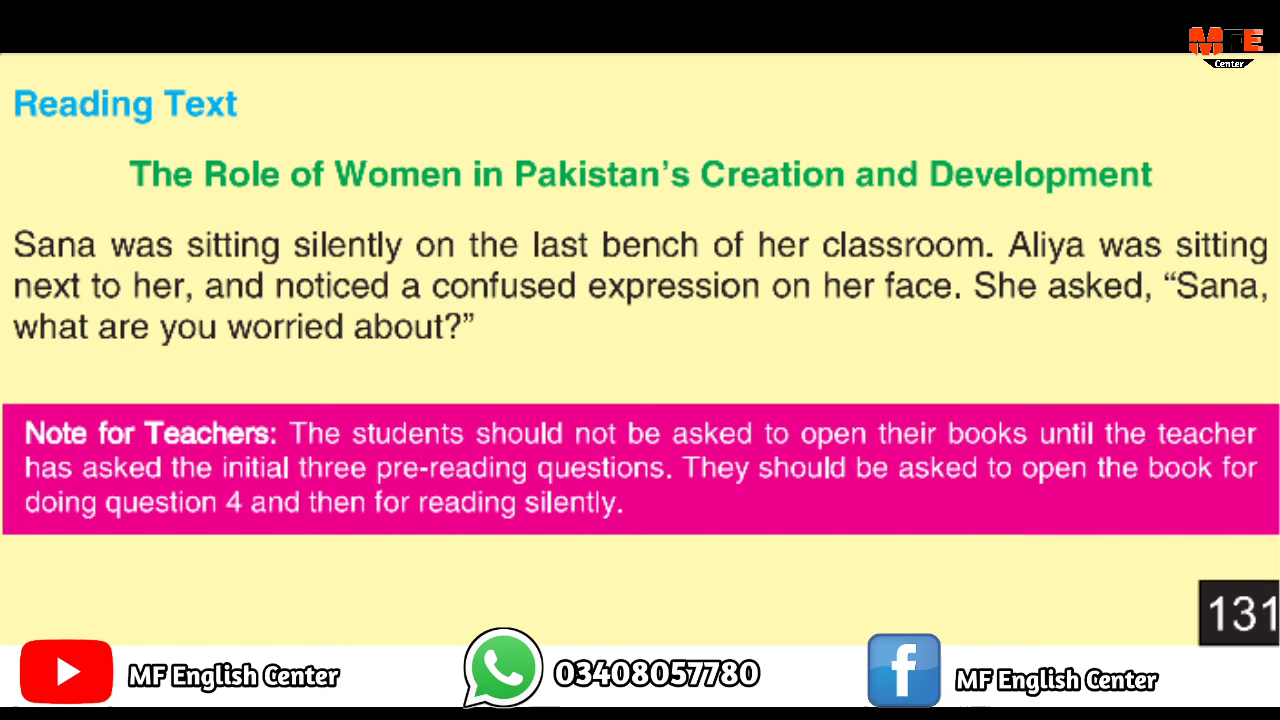 MFE
Center
Reading Text
The Role of Women in Pakistan's Creation and Development
Sana was sitting silently on the last bench of her classroom. Aliya was sitting
next to her, and noticed a confused expression on her face. She asked, “Sana,
what are you worried about?”
Note for Teachers: The students should not be asked to open their books until the teacher
has asked the initial three pre-reading questions. They should be asked to open the book for
doing question 4 and then for reading silently.
131
MF English Center
03408057780
MF English Center